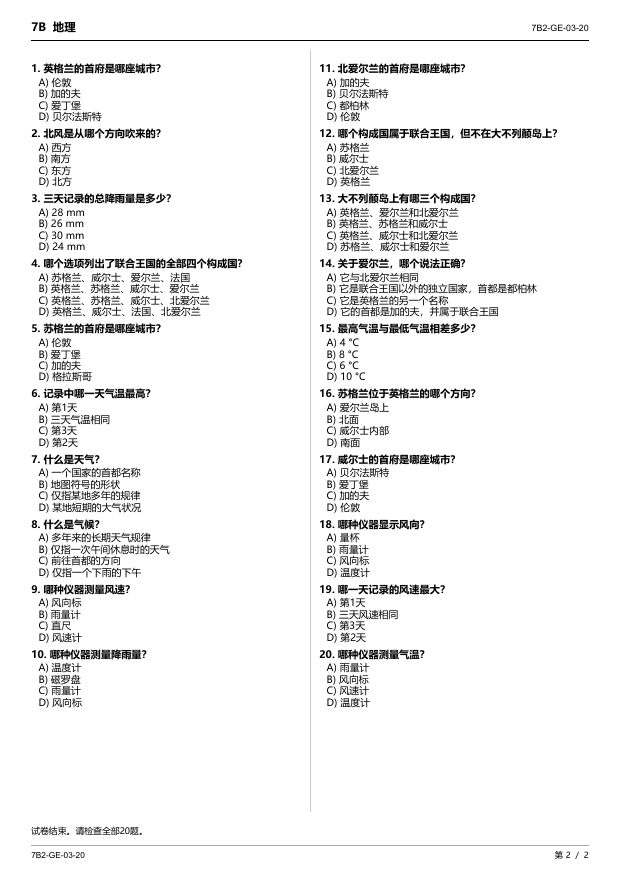 7B 地理
7B2-GE-03-20
1. 英格兰的首府是哪座城市?
A) 伦敦
B) 加的夫
C) 爱丁堡
D) 贝尔法斯特
2. 北风是从哪个方向吹来的?
A) 西方
B) 南方
C) 东方
D) 北方
3. 三天记录的总降雨量是多少?
A) 28 mm
B) 26 mm
C) 30 mm
D) 24 mm
4. 哪个选项列出了联合王国的全部四个构成国?
A) 苏格兰、威尔士、爱尔兰、法国
B) 英格兰、苏格兰、威尔士、爱尔兰
C) 英格兰、苏格兰、威尔士、北爱尔兰
D) 英格兰、威尔士、法国、北爱尔兰
5. 苏格兰的首府是哪座城市?
A) 伦敦
B) 爱丁堡
C) 加的夫
D) 格拉斯哥
6. 记录中哪一天气温最高?
A) 第1天
B) 三天气温相同
C) 第3天
D) 第2天
7. 什么是天气?
A) 一个国家的首都名称
B) 地图符号的形状
C) 仅指某地多年的规律
D) 某地短期的大气状况
8. 什么是气候?
A) 多年来的长期天气规律
B) 仅指一次午间休息时的天气
C) 前往首都的方向
D) 仅指一个下雨的下午
9. 哪种仪器测量风速?
A) 风向标
B) 雨量计
C) 直尺
D) 风速计
10. 哪种仪器测量降雨量?
A) 温度计
B) 磁罗盘
C) 雨量计
D) 风向标
11. 北爱尔兰的首府是哪座城市?
A) 加的夫
B) 贝尔法斯特
C) 都柏林
D) 伦敦
12. 哪个构成国属于联合王国，但不在大不列颠岛上?
A) 苏格兰
B) 威尔士
C) 北爱尔兰
D) 英格兰
13. 大不列颠岛上有哪三个构成国?
A) 英格兰、爱尔兰和北爱尔兰
B) 英格兰、苏格兰和威尔士
C) 英格兰、威尔士和北爱尔兰
D) 苏格兰、威尔士和爱尔兰
14. 关于爱尔兰，哪个说法正确?
A) 它与北爱尔兰相同
B) 它是联合王国以外的独立国家，首都是都柏林
C) 它是英格兰的另一个名称
D) 它的首都是加的夫，并属于联合王国
15. 最高气温与最低气温相差多少?
A) 4 °C
B) 8 °C
C) 6 °C
D) 10 °C
16. 苏格兰位于英格兰的哪个方向?
A) 爱尔兰岛上
B) 北面
C) 威尔士内部
D) 南面
17. 威尔士的首府是哪座城市?
A) 贝尔法斯特
B) 爱丁堡
C) 加的夫
D) 伦敦
18. 哪种仪器显示风向?
A) 量杯
B) 雨量计
C) 风向标
D) 温度计
19. 哪一天记录的风速最大?
A) 第1天
B) 三天风速相同
C) 第3天
D) 第2天
20. 哪种仪器测量气温?
A) 雨量计
B) 风向标
C) 风速计
D) 温度计
试卷结束。请检查全部20题。
7B2-GE-03-20
第 2 / 2